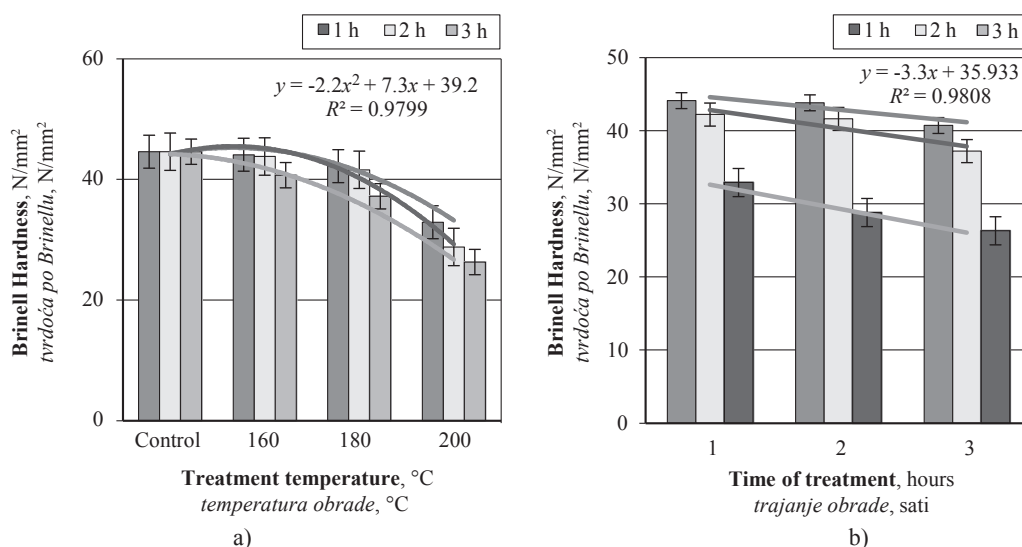 1 h 2 h 3 h
y = -2.2x² + 7.3x + 39.2
R² = 0.9799
60
40
20
0
Brinell Hardness, N/mm²
tvrdoća po Brinellu, N/mm²
Control 160 180 200
Treatment temperature, °C
temperatura obrade, °C
a)
1 h 2 h 3 h
y = -3.3x + 35.933
R² = 0.9808
50
40
30
20
10
0
Brinell Hardness, N/mm²
tvrdoća po Brinellu, N/mm²
1 2 3
Time of treatment, hours
trajanje obrade, sati
b)